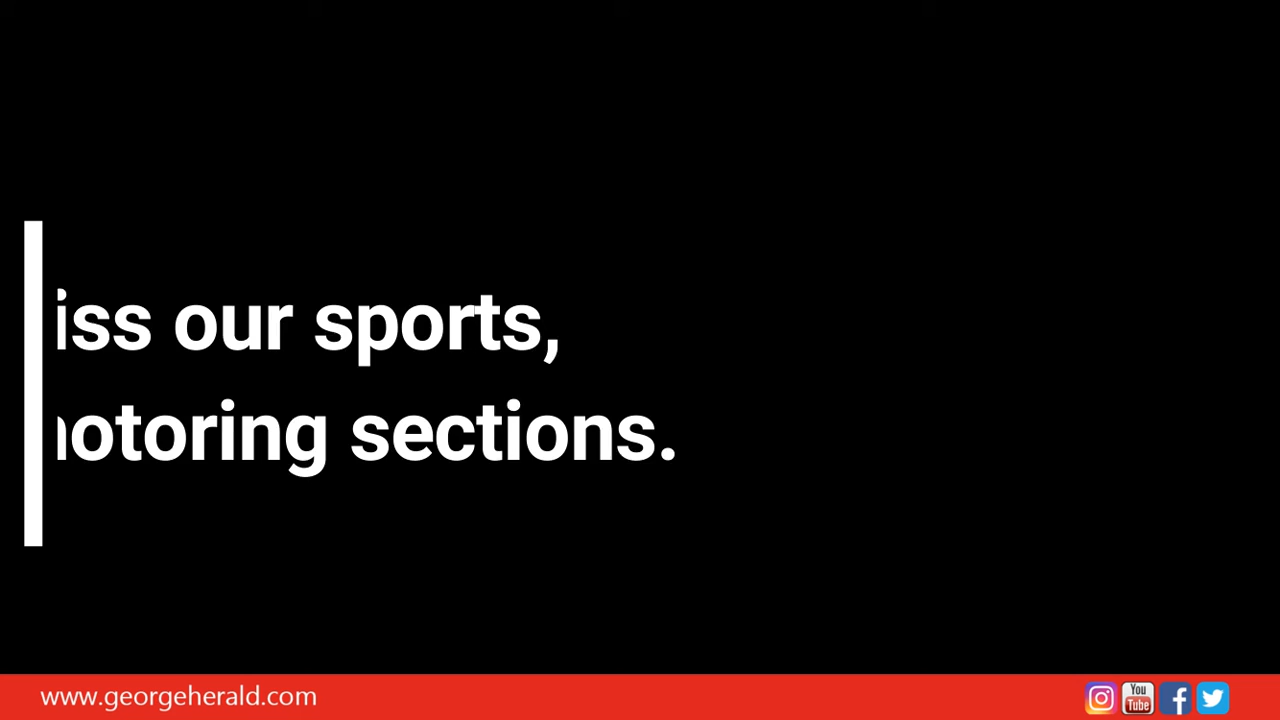 iss our sports,
otoring sections.
www.georgeherald.com
You
Tube